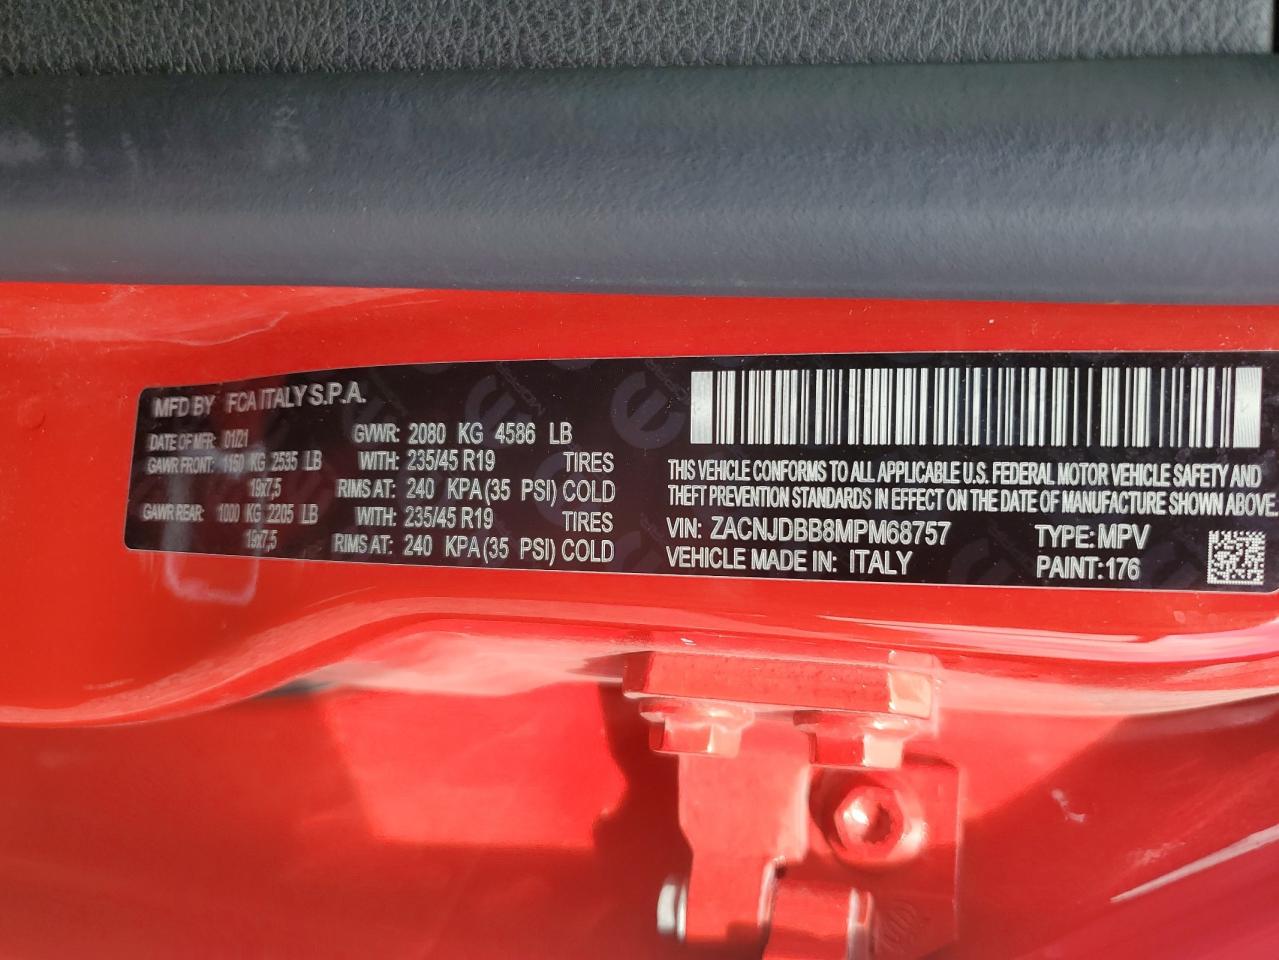 MFD BY FCA ITALY S.P.A.
DATE OF MFR: 01/21 GVWR: 2080 KG 4586 LB
GAWR FRONT: 1150 KG 2535 LB WITH: 235/45 R19 TIRES
19x7,5 RIMS AT: 240 KPA (35 PSI) COLD
GAWR REAR: 1000 KG 2205 LB WITH: 235/45 R19 TIRES
19x7,5 RIMS AT: 240 KPA (35 PSI) COLD
THIS VEHICLE CONFORMS TO ALL APPLICABLE U.S. FEDERAL MOTOR VEHICLE SAFETY AND
THEFT PREVENTION STANDARDS IN EFFECT ON THE DATE OF MANUFACTURE SHOWN ABOVE.
VIN: ZACNJDBB8MPM68757 TYPE: MPV
VEHICLE MADE IN: ITALY PAINT: 176